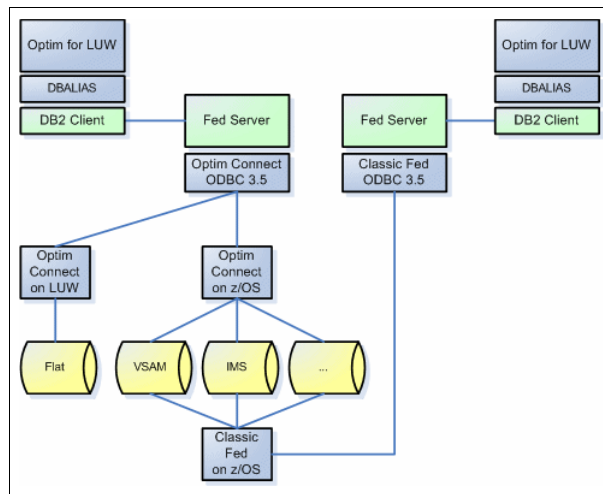 Optim for LUW
DBALIAS
DB2 Client
Fed Server
Optim Connect
ODBC 3.5
Fed Server
Classic Fed
ODBC 3.5
Optim for LUW
DBALIAS
DB2 Client
Optim
Connect
on LUW
Optim
Connect
on z/OS
Flat
VSAM
IMS
...
Classic
Fed
on z/OS